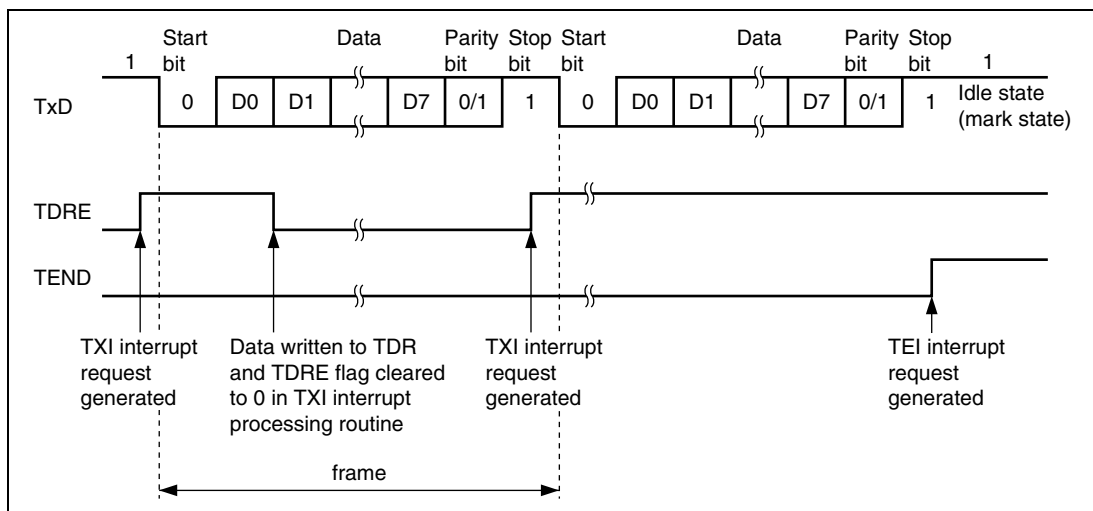 Start bit Data Parity bit Stop bit Start bit Data Parity bit Stop bit
1 1
TxD 0 D0 D1 D7 0/1 1 0 D0 D1 D7 0/1 1 Idle state (mark state)
TDRE
TEND
TXI interrupt request generated
Data written to TDR and TDRE flag cleared to 0 in TXI interrupt processing routine
TXI interrupt request generated
TEI interrupt request generated
frame